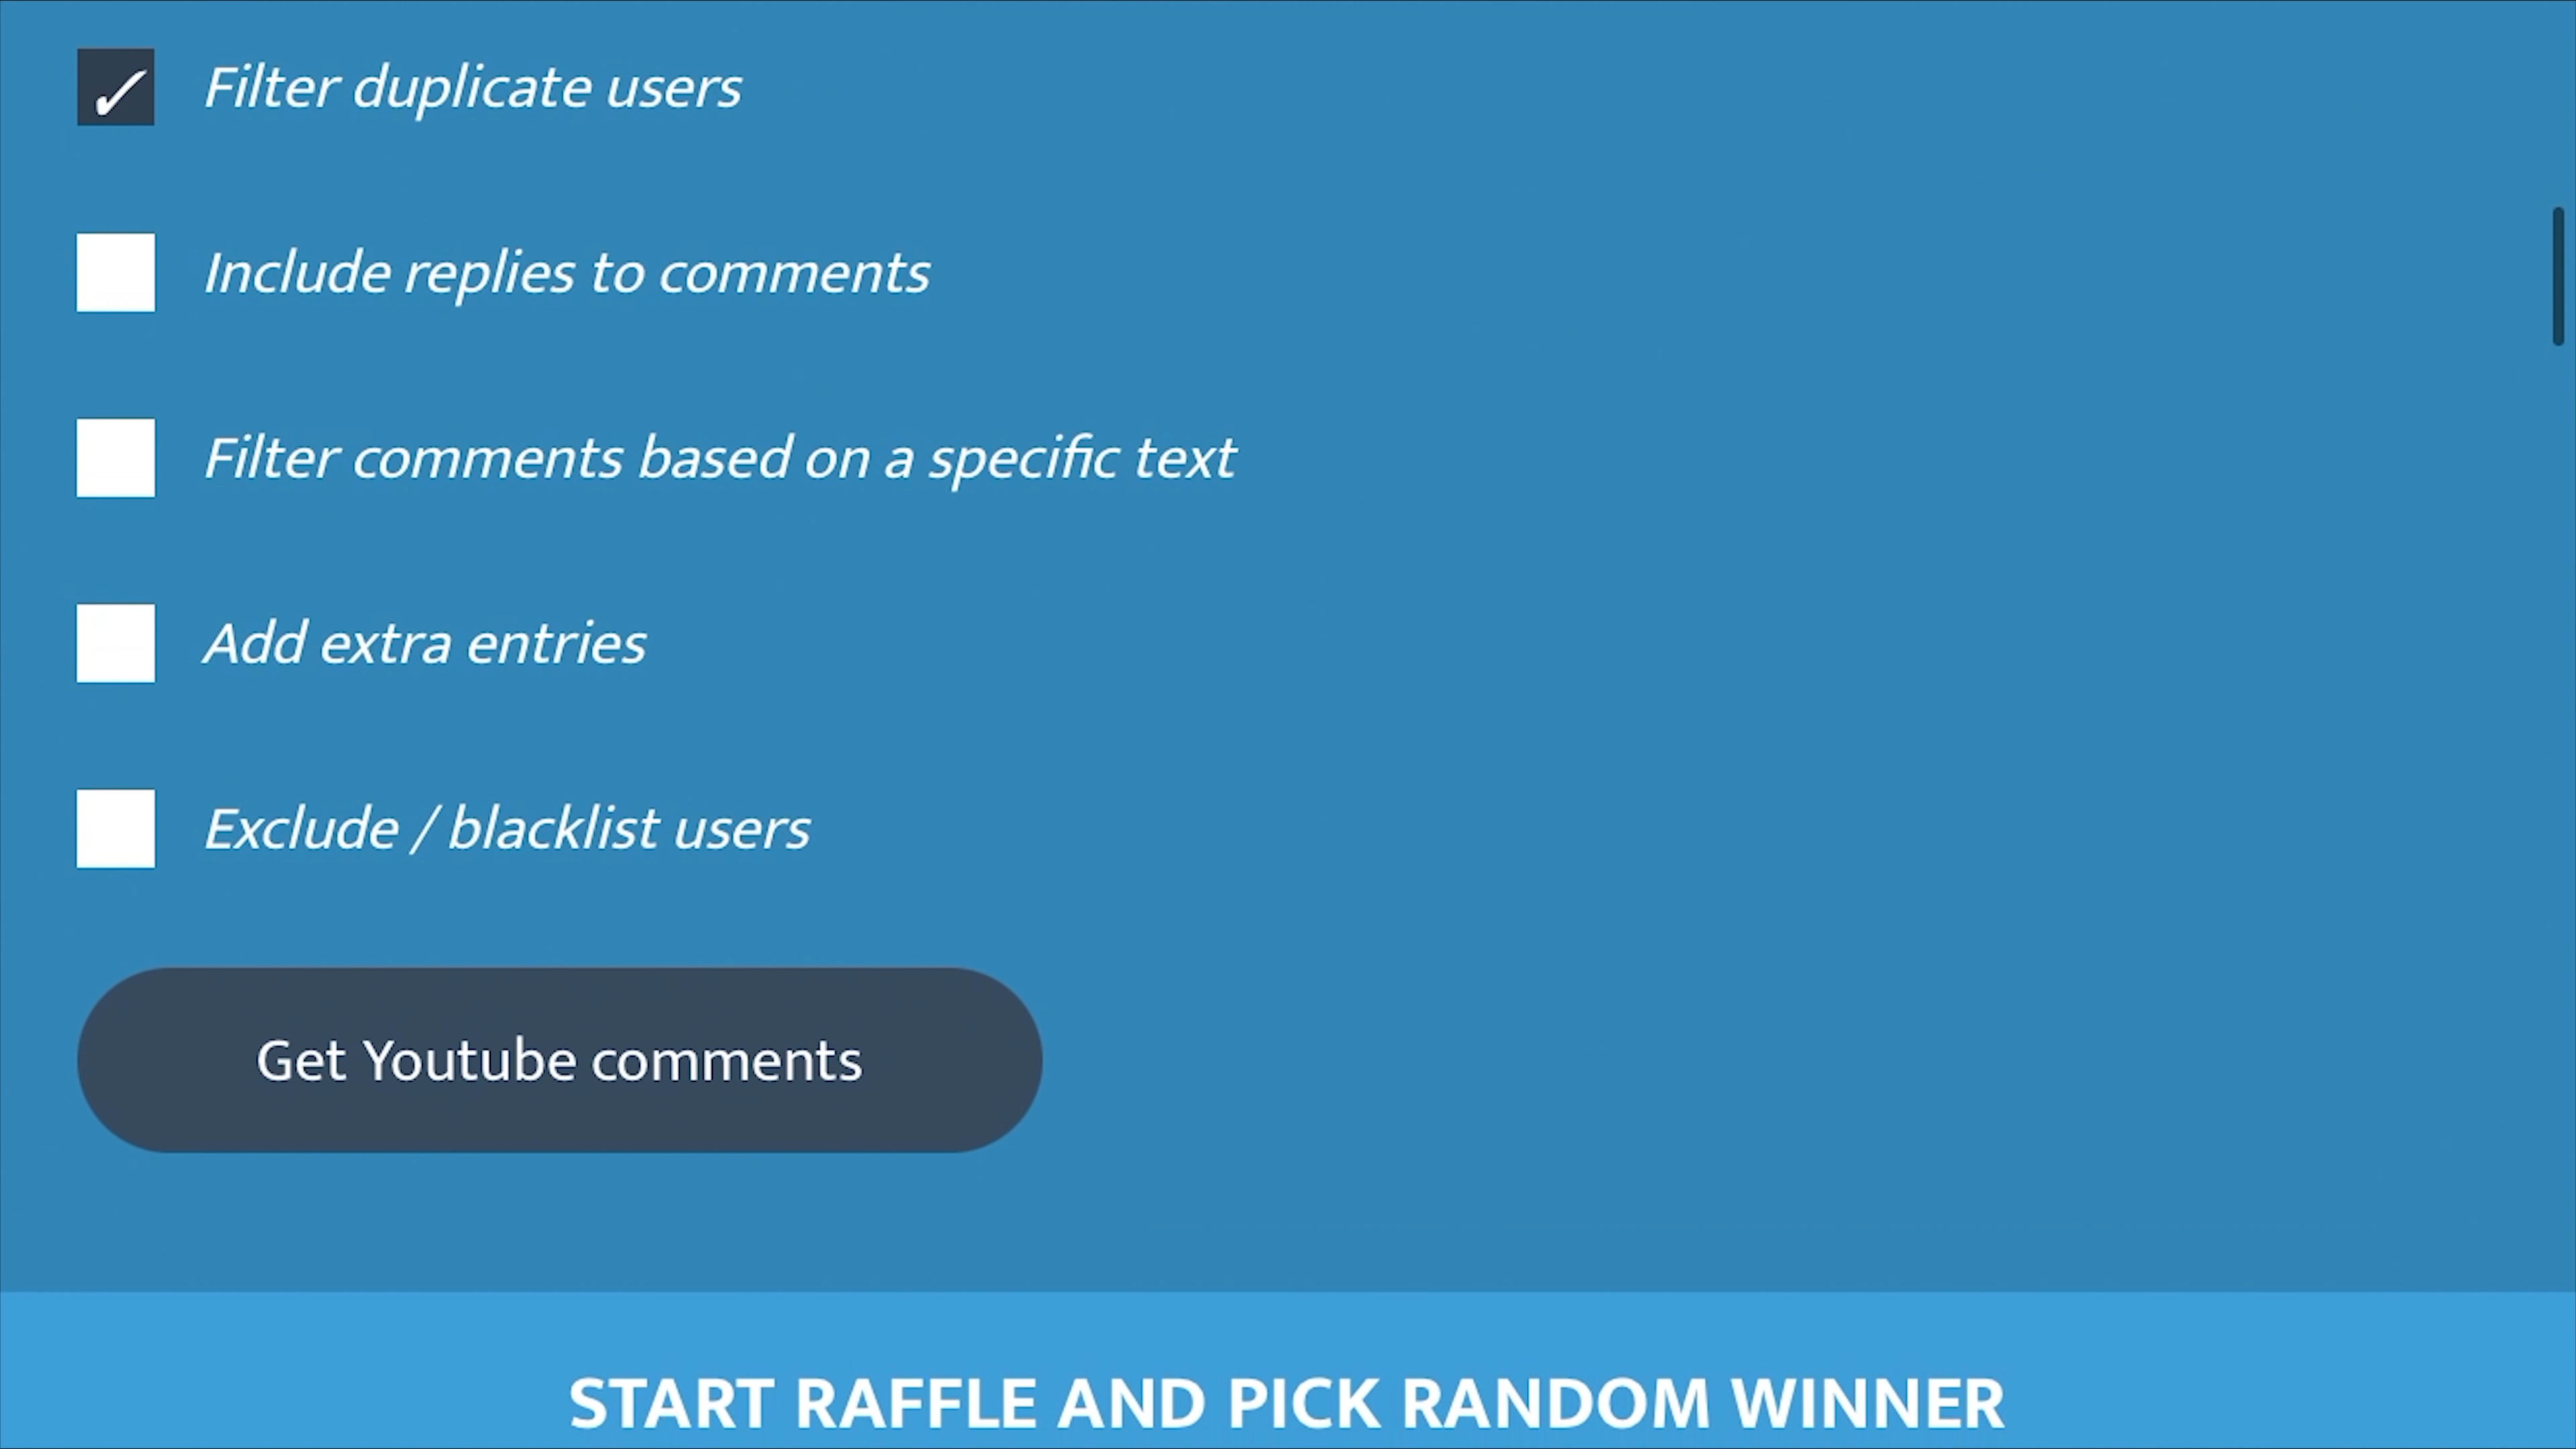 Filter duplicate users
Include replies to comments
Filter comments based on a specific text
Add extra entries
Exclude / blacklist users
Get Youtube comments
START RAFFLE AND PICK RANDOM WINNER